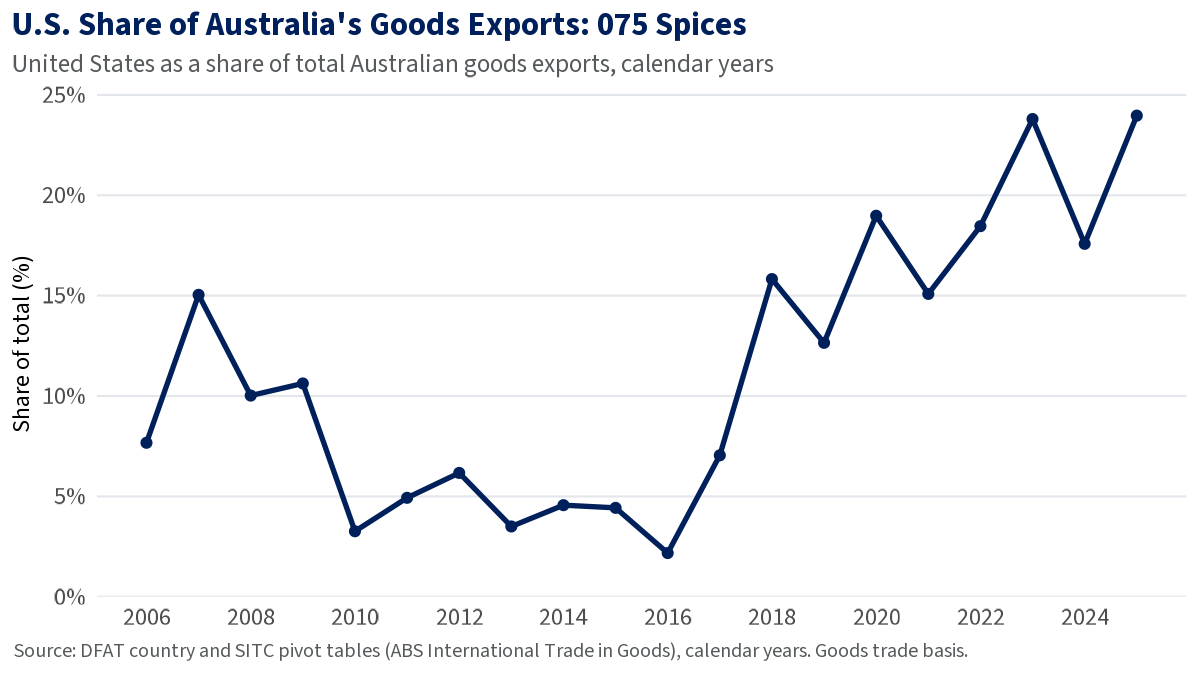 U.S. Share of Australia's Goods Exports: 075 Spices
United States as a share of total Australian goods exports, calendar years
25%
20%
15%
10%
5%
0%
Share of total (%)
2006 2008 2010 2012 2014 2016 2018 2020 2022 2024
Source: DFAT country and SITC pivot tables (ABS International Trade in Goods), calendar years. Goods trade basis.